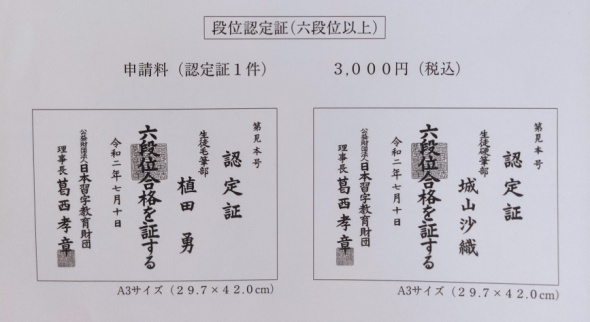 段位認定証(六段位以上)
申請料(認定証1件)　3,000円(税込)
第見本号
認定証
生徒毛筆部
植田 勇
六段位合格を証する
令和二年七月十日
公益財団法人日本習字教育財団
理事長 葛西孝章
A3サイズ(29.7×42.0cm)
第見本号
認定証
生徒硬筆部
城山沙織
六段位合格を証する
令和二年七月十日
公益財団法人日本習字教育財団
理事長 葛西孝章
A3サイズ(29.7×42.0cm)